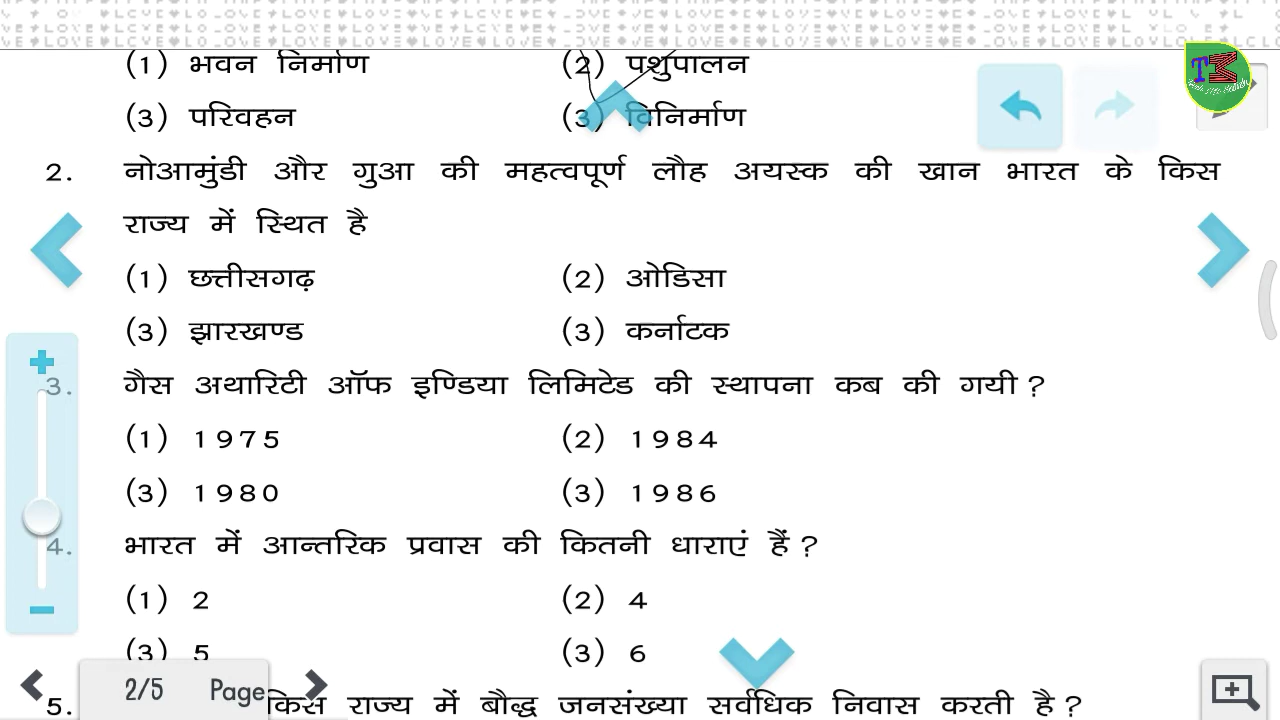 (1) भवन निर्माण (2) पशुपालन
(3) परिवहन (3) विनिर्माण
2. नोआमुंडी और गुआ की महत्वपूर्ण लौह अयस्क की खान भारत के किस
राज्य में स्थित है
(1) छत्तीसगढ़ (2) ओडिसा
(3) झारखण्ड (3) कर्नाटक
3. गैस अथारिटी ऑफ इण्डिया लिमिटेड की स्थापना कब की गयी ?
(1) 1975 (2) 1984
(3) 1980 (3) 1986
4. भारत में आन्तरिक प्रवास की कितनी धाराएं हैं ?
(1) 2 (2) 4
(3) 5 (3) 6
5. किस राज्य में बौद्ध जनसंख्या सर्वाधिक निवास करती है ?
2/5 Page